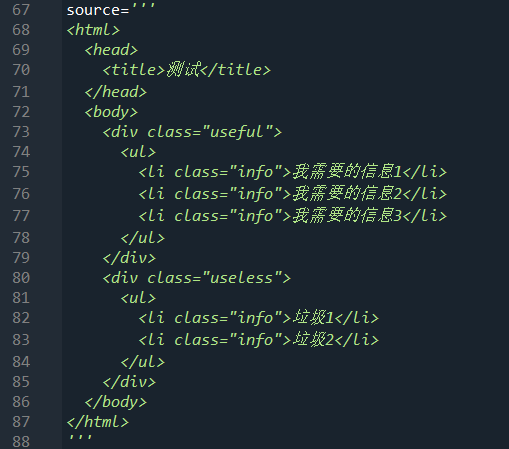 67 source='''
68 <html>
69   <head>
70     <title>测试</title>
71   </head>
72   <body>
73     <div class="useful">
74       <ul>
75         <li class="info">我需要的信息1</li>
76         <li class="info">我需要的信息2</li>
77         <li class="info">我需要的信息3</li>
78       </ul>
79     </div>
80     <div class="useless">
81       <ul>
82         <li class="info">垃圾1</li>
83         <li class="info">垃圾2</li>
84       </ul>
85     </div>
86   </body>
87 </html>
88 '''